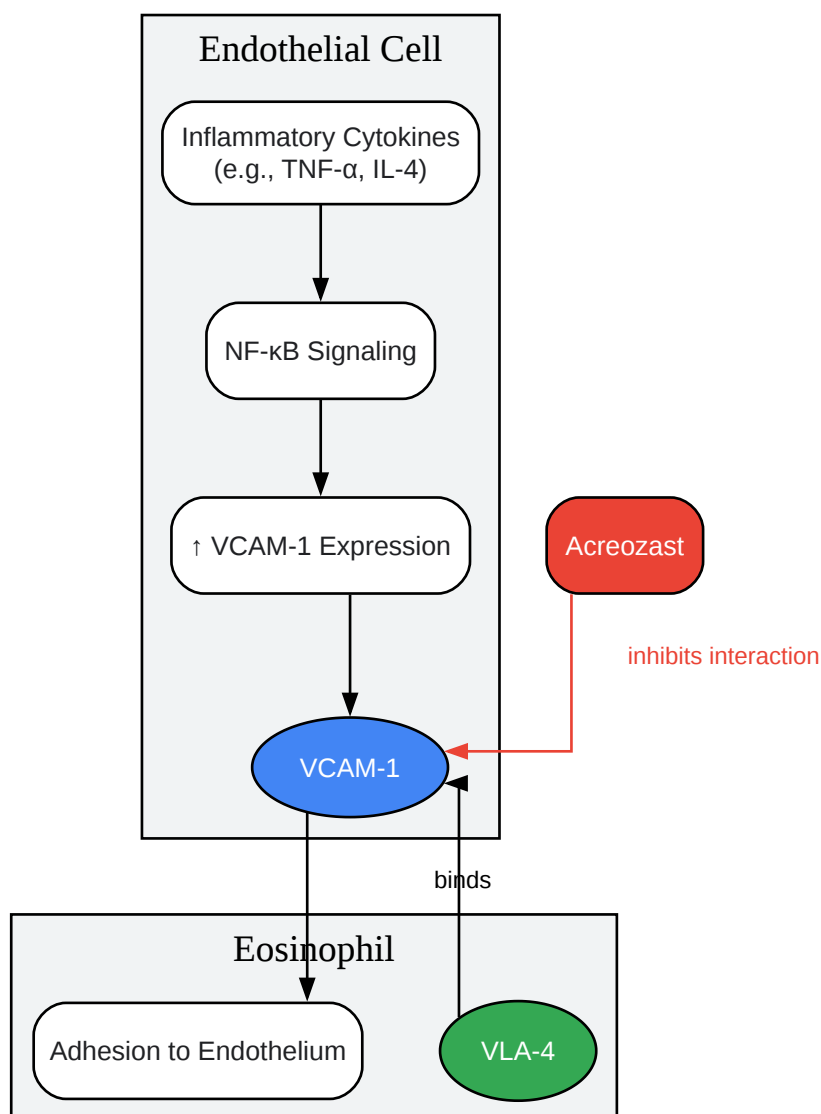 Endothelial Cell
Inflammatory Cytokines
(e.g., TNF-α, IL-4)
NF-κB Signaling
↑ VCAM-1 Expression
Acreozast
inhibits interaction
VCAM-1
binds
Eosinophil
Adhesion to Endothelium
VLA-4